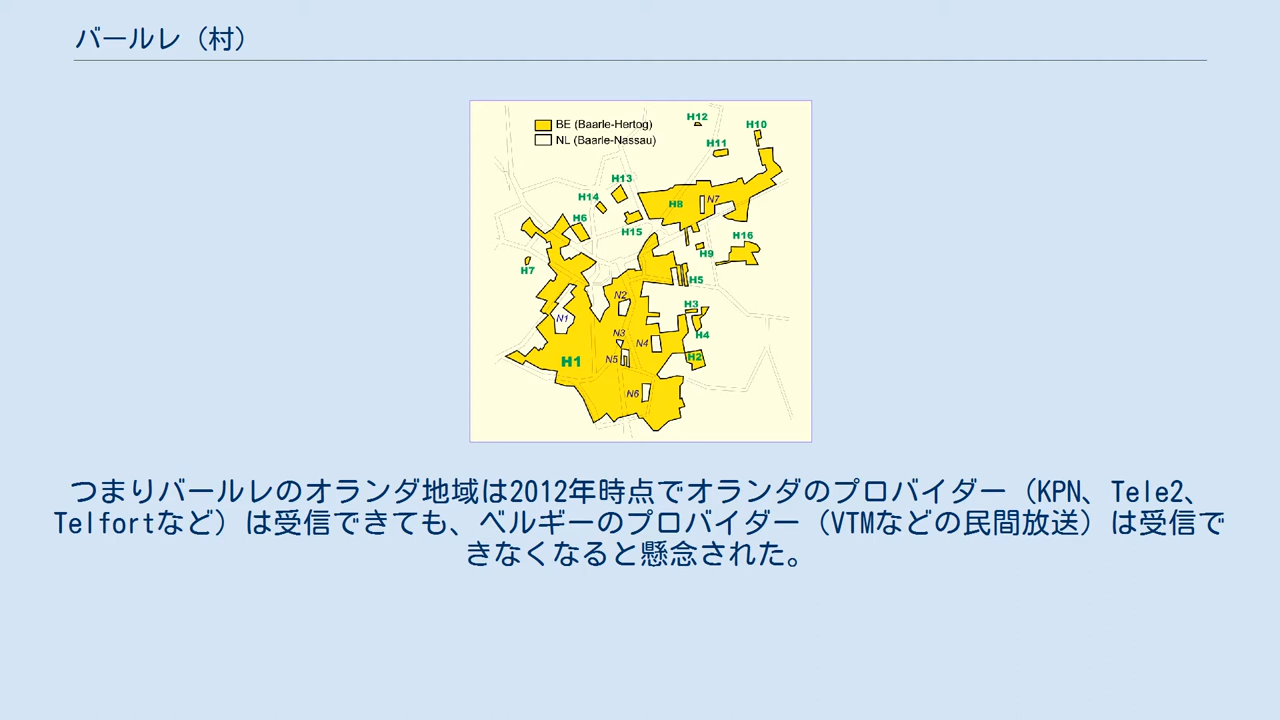 バールレ（村）
BE (Baarle-Hertog)
NL (Baarle-Nassau)
H12
H10
H11
H13
H14
H8
N7
H6
H15
H16
H9
H7
H5
N2
H3
N1
N3
N4
H4
H1
N5
H2
N6
つまりバールレのオランダ地域は2012年時点でオランダのプロバイダー（KPN、Tele2、
Telfortなど）は受信できても、ベルギーのプロバイダー（VTMなどの民間放送）は受信で
きなくなると懸念された。